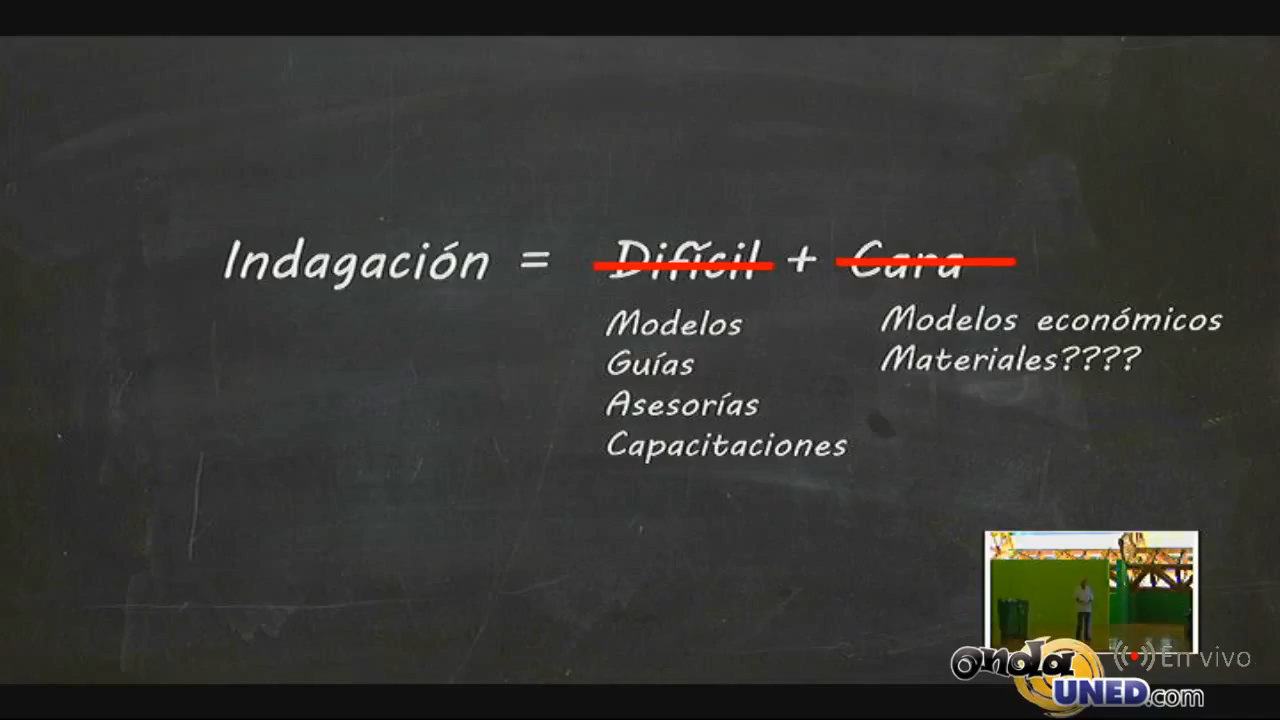 Indagación = Difícil + Cara
Modelos
Guías
Asesorías
Capacitaciones
Modelos económicos
Materiales????
onda
UNED.com
En vivo